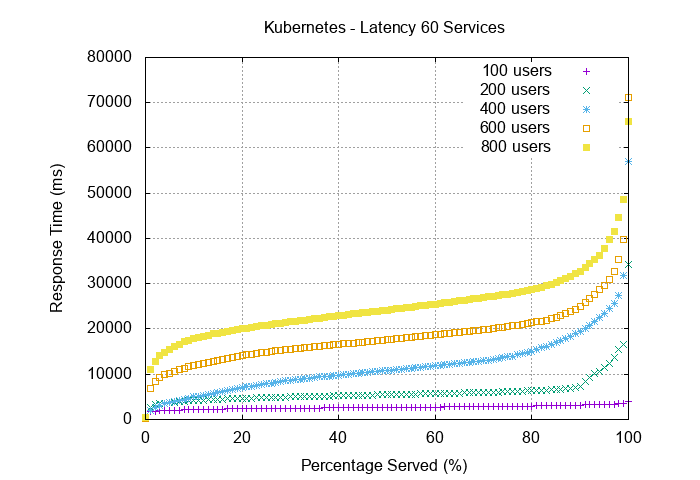 Kubernetes - Latency 60 Services
80000
70000
60000
50000
40000
30000
20000
10000
0
100 users
200 users
400 users
600 users
800 users
0 20 40 60 80 100
Response Time (ms)
Percentage Served (%)